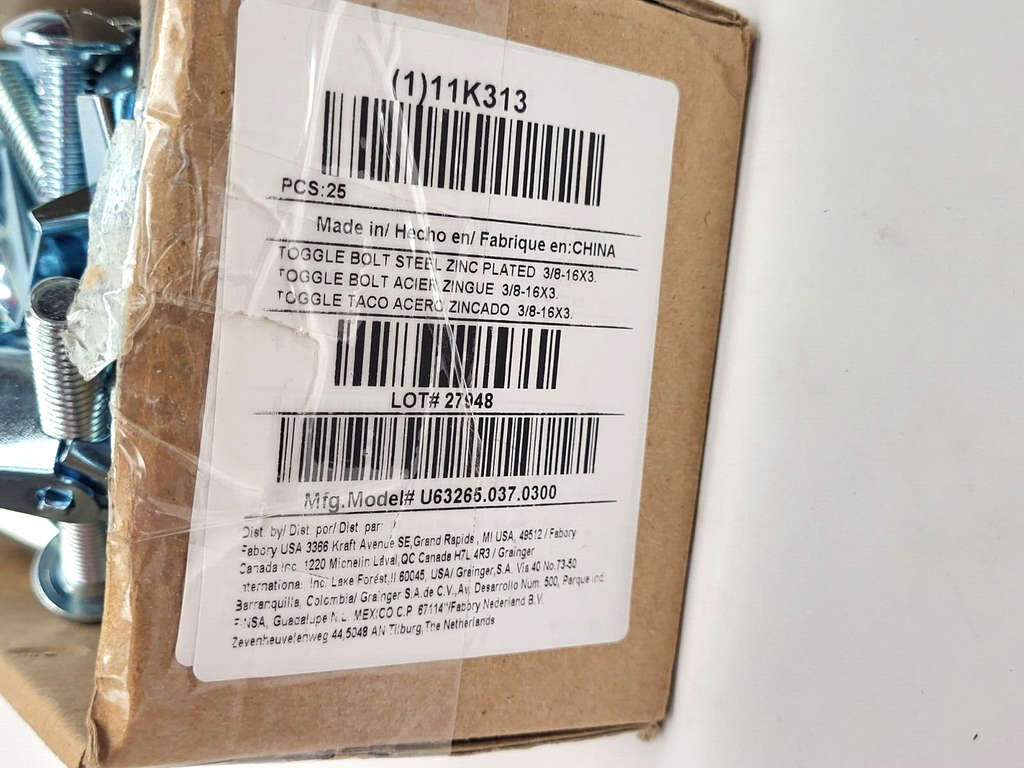 (1)11K313
PCS:25
Made in/ Hecho en/ Fabrique en:CHINA
TOGGLE BOLT STEEL ZINC PLATED 3/8-16X3.
TOGGLE BOLT ACIER ZINGUE 3/8-16X3.
TOGGLE TACO ACERO ZINCADO 3/8-16X3.
LOT# 27948
Mfg.Model# U63265.037.0300
Dist. by/ Dist. por/ Dist. par:
Fabory USA 3366 Kraft Avenue SE,Grand Rapids , MI USA, 49512 / Fabory
Canada Inc. 1220 Michelin Laval,QC Canada H7L 4R3 / Grainger
International Inc. Lake Forest,Il 60045, USA/ Grainger,S.A. Via 40 No.73-50
Barranquilla, Colombia/ Grainger S.A.de C.V.,Av. Desarrollo Num. 500, Parque Ind.
FINSA, Guadalupe N.L. MEXICO C.P. 67114"/Fabory Nederland B.V.
Zevenheuvelenweg 44,5048 AN Tilburg,The Netherlands